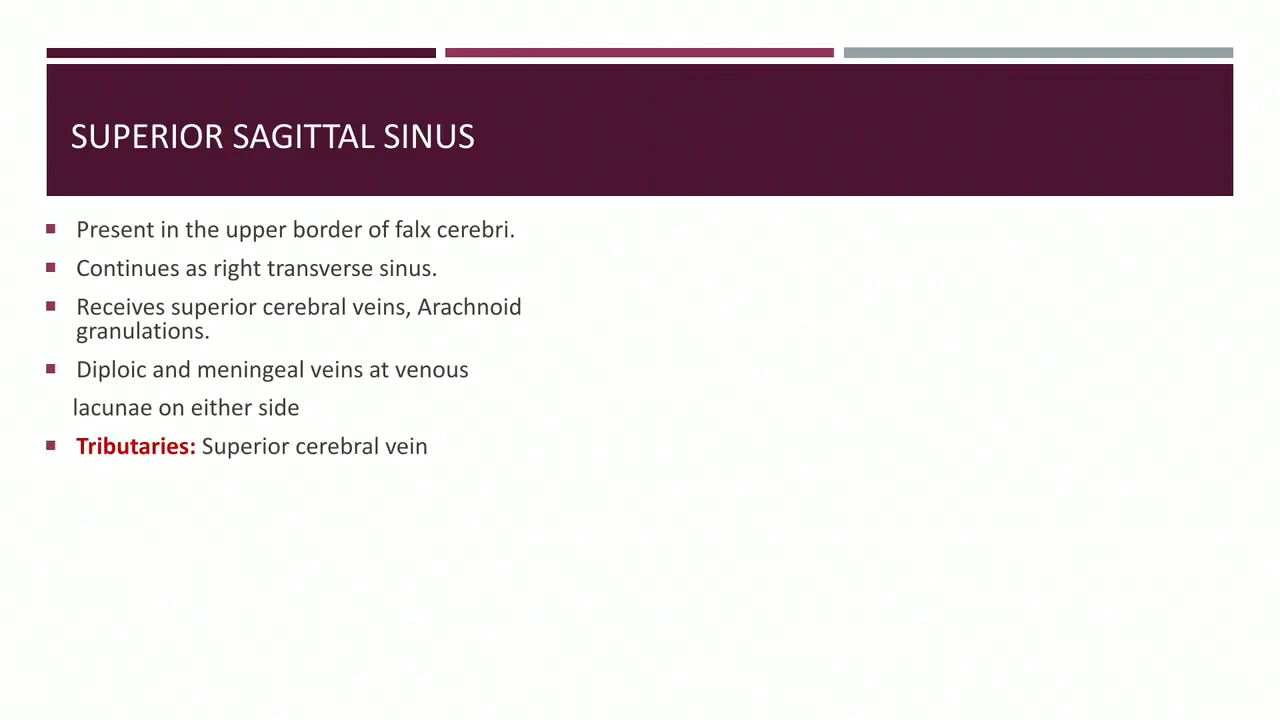 SUPERIOR SAGITTAL SINUS
Present in the upper border of falx cerebri.
Continues as right transverse sinus.
Receives superior cerebral veins, Arachnoid
granulations.
Diploic and meningeal veins at venous
lacunae on either side
Tributaries: Superior cerebral vein